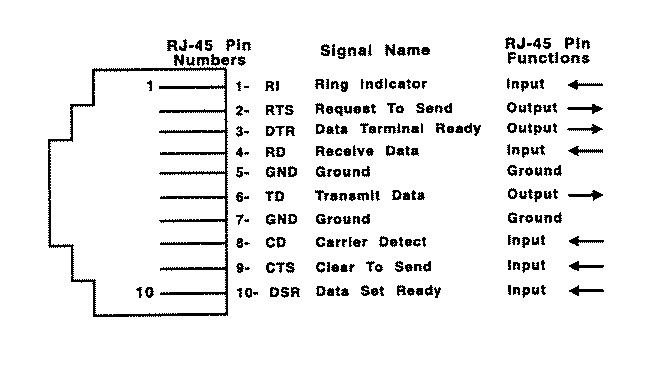 RJ-45 Pin Numbers Signal Name RJ-45 Pin Functions
1 1- RI Ring Indicator Input
2- RTS Request To Send Output
3- DTR Data Terminal Ready Output
4- RD Receive Data Input
5- GND Ground Ground
6- TD Transmit Data Output
7- GND Ground Ground
8- CD Carrier Detect Input
9- CTS Clear To Send Input
10 10- DSR Data Set Ready Input